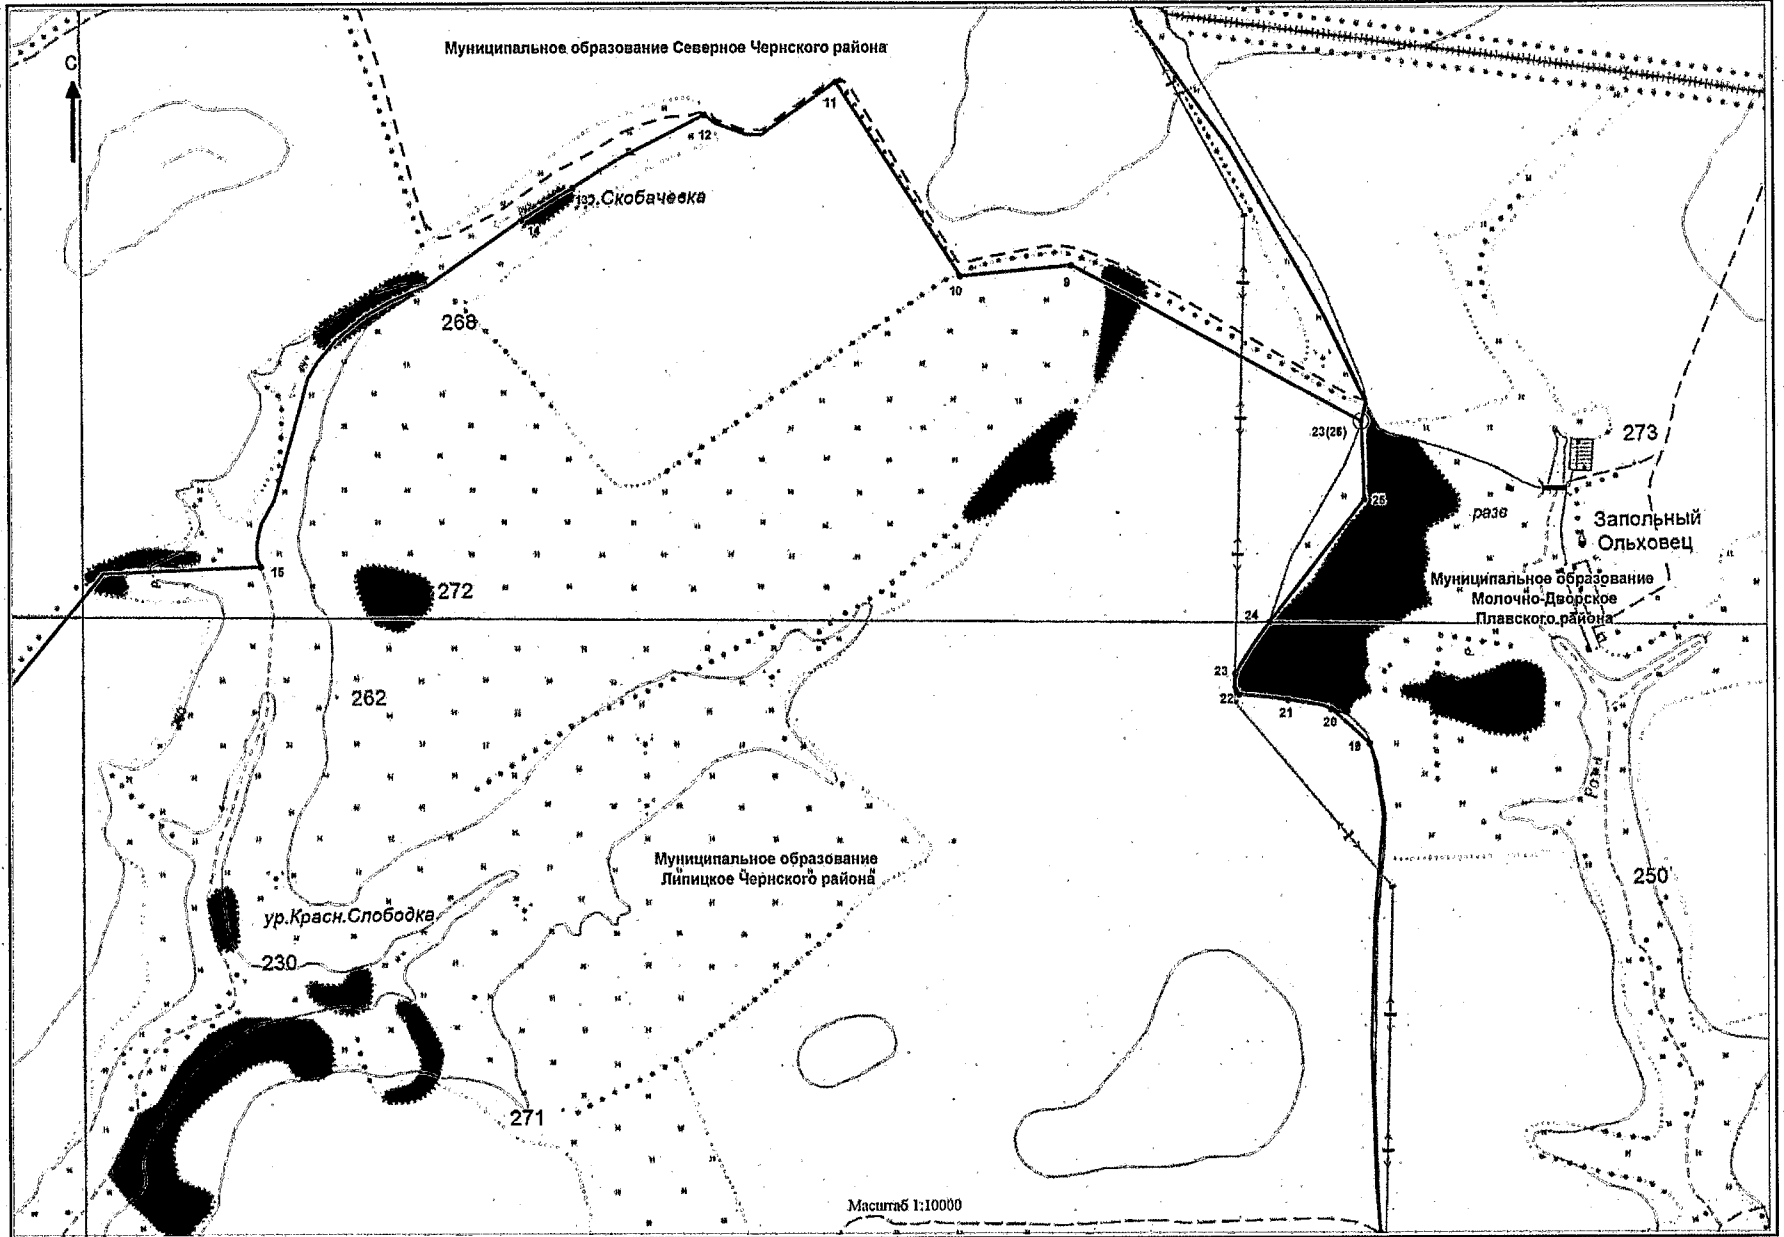 Муниципальное образование Северное Чернского района
С
11
12
13
р.Скобачевка
14
10
9
268
23(26)
273
25
разв
Запольный
Ольховец
15
272
Муниципальное образование
Молочно-Дворское
Плавского района
24
23
22
21
20
19
262
Муниципальное образование
Липицкое Чернского района
250
ур.Красн.Слободка
230
271
Масштаб 1:10000